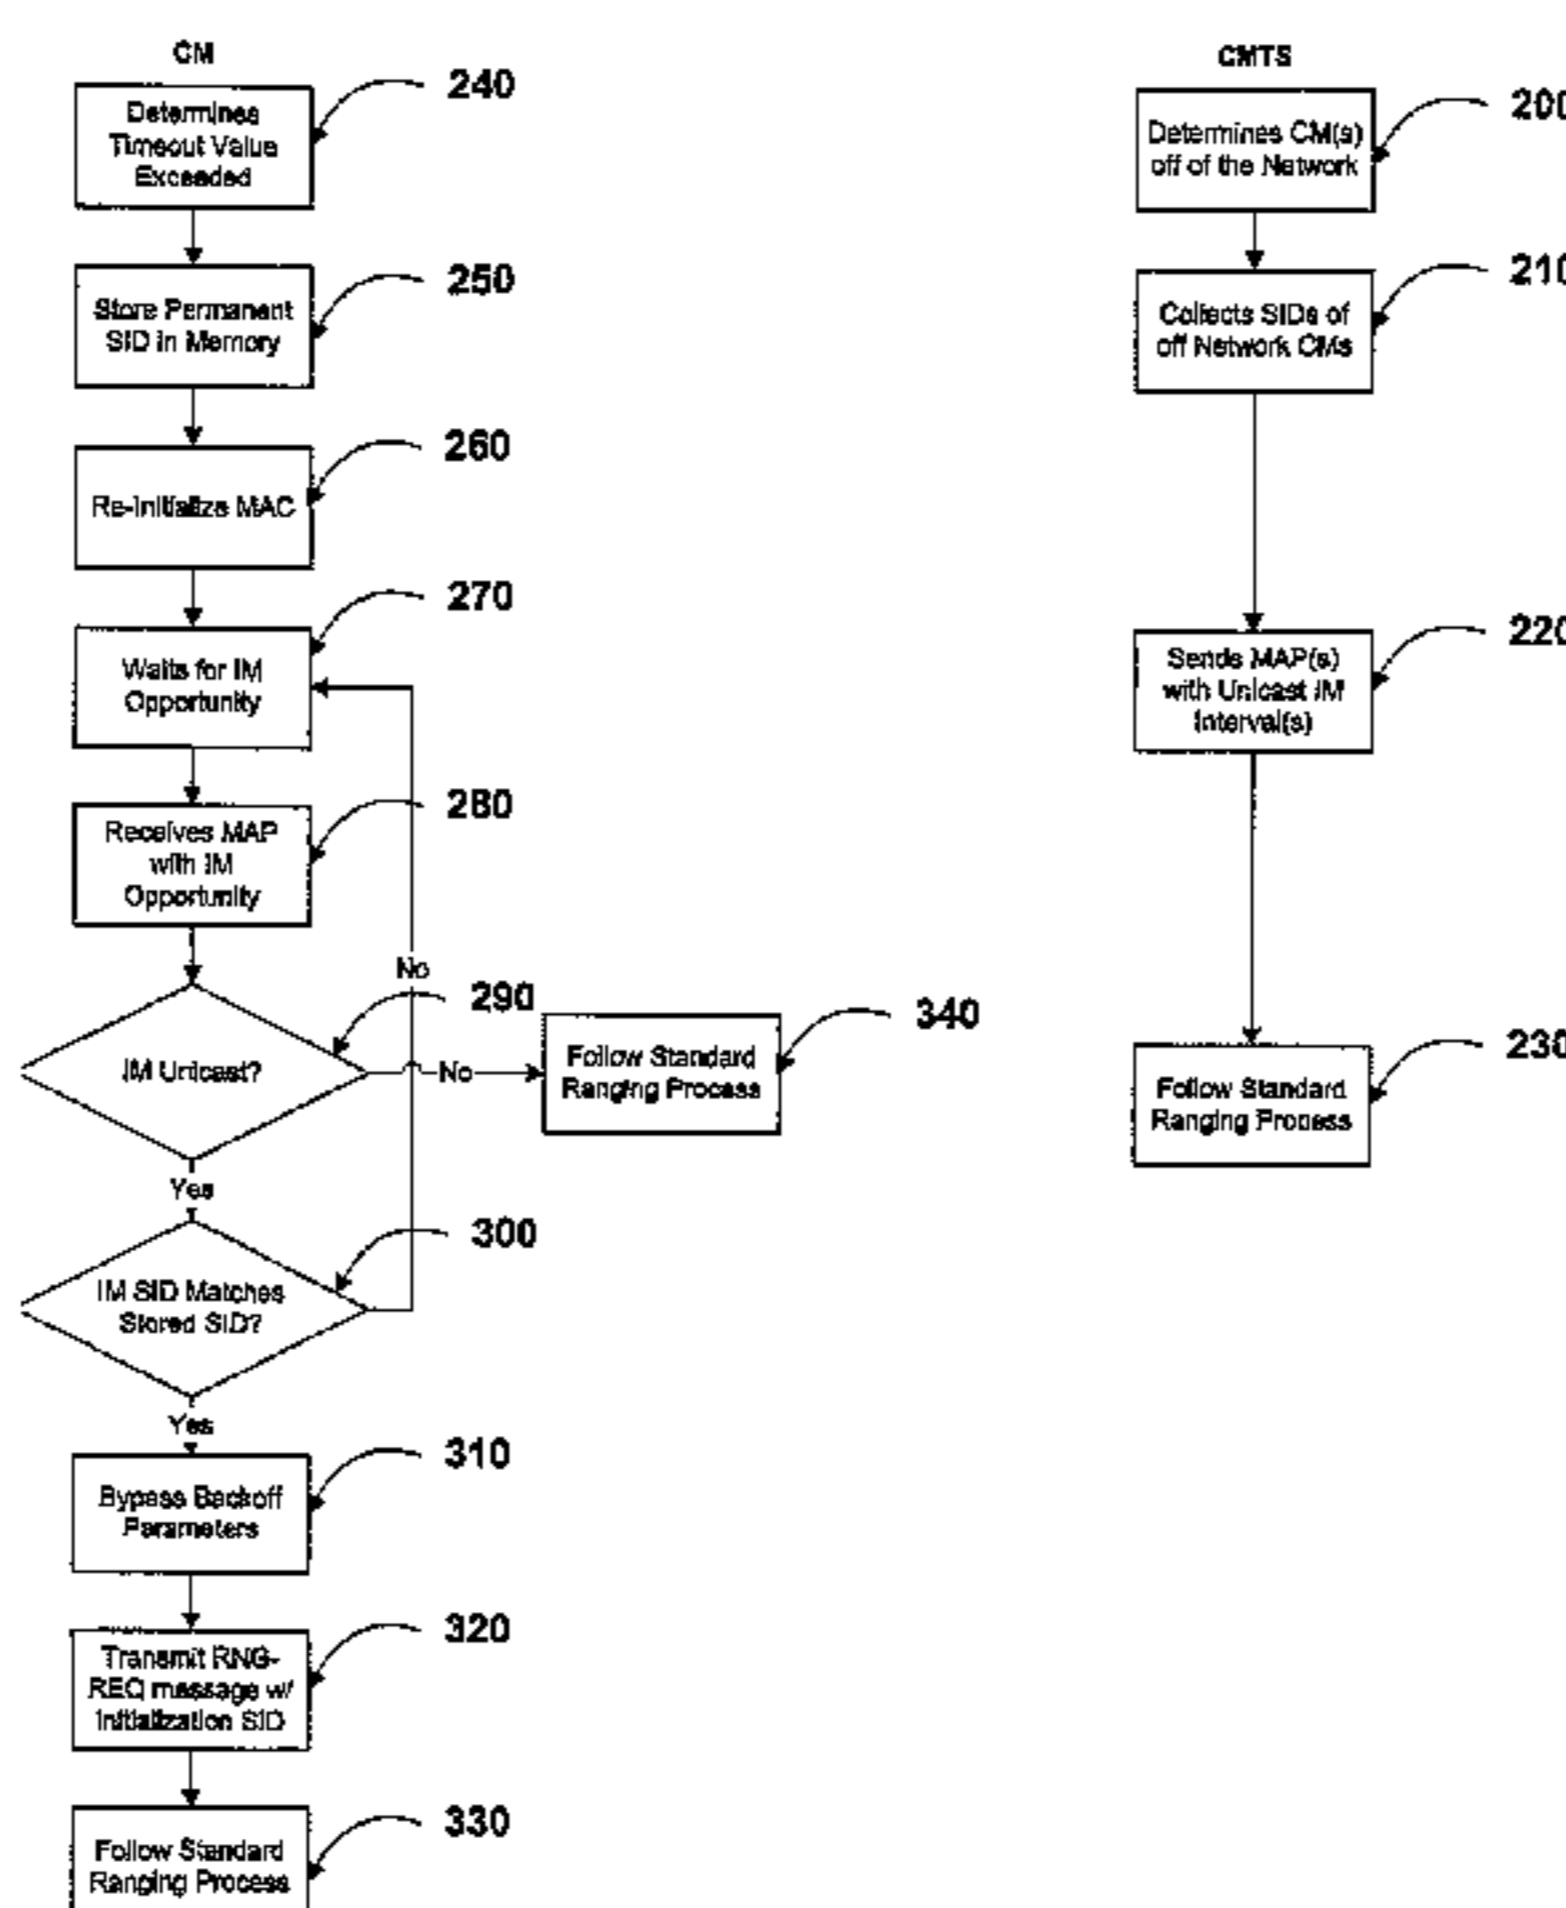 CM
240
Determines
Timeout Value
Exceeded
250
Store Permanent
SID in Memory
260
Re-Initialize MAC
270
Waits for IM
Opportunity
280
Receives MAP
with IM
Opportunity
No
290
IM Unicast?
No
340
Follow Standard
Ranging Process
Yes
300
IM SID Matches
Stored SID?
Yes
310
Bypass Backoff
Parameters
320
Transmit RNG-
REQ message w/
Initialization SID
330
Follow Standard
Ranging Process
CMTS
200
Determines CM(s)
off of the Network
210
Collects SIDs of
off Network CMs
220
Sends MAP(s)
with Unicast IM
Interval(s)
230
Follow Standard
Ranging Process